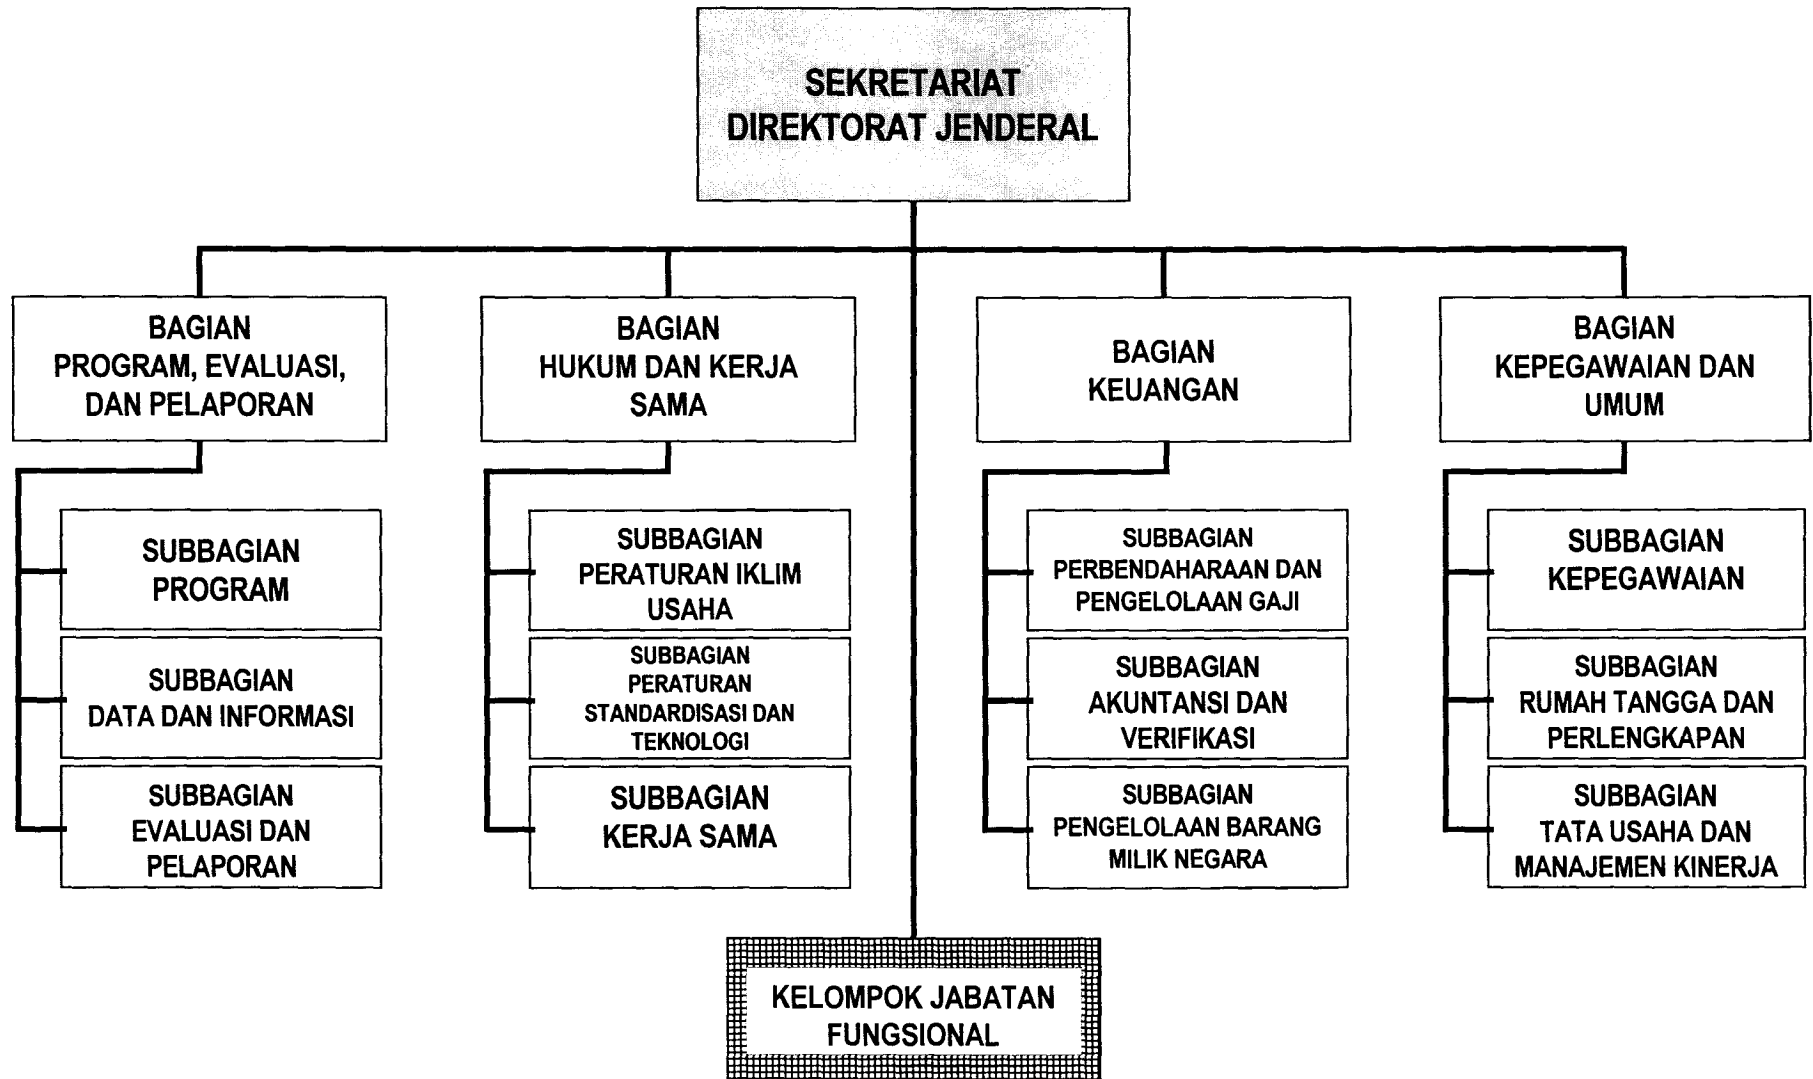 SEKRETARIAT
DIREKTORAT JENDERAL
BAGIAN
PROGRAM, EVALUASI,
DAN PELAPORAN
BAGIAN
HUKUM DAN KERJA
SAMA
BAGIAN
KEUANGAN
BAGIAN
KEPEGAWAIAN DAN
UMUM
SUBBAGIAN
PROGRAM
SUBBAGIAN
DATA DAN INFORMASI
SUBBAGIAN
EVALUASI DAN
PELAPORAN
SUBBAGIAN
PERATURAN IKLIM
USAHA
SUBBAGIAN
PERATURAN
STANDARDISASI DAN
TEKNOLOGI
SUBBAGIAN
KERJA SAMA
SUBBAGIAN
PERBENDAHARAAN DAN
PENGELOLAAN GAJI
SUBBAGIAN
AKUNTANSI DAN
VERIFIKASI
SUBBAGIAN
PENGELOLAAN BARANG
MILIK NEGARA
SUBBAGIAN
KEPEGAWAIAN
SUBBAGIAN
RUMAH TANGGA DAN
PERLENGKAPAN
SUBBAGIAN
TATA USAHA DAN
MANAJEMEN KINERJA
KELOMPOK JABATAN
FUNGSIONAL